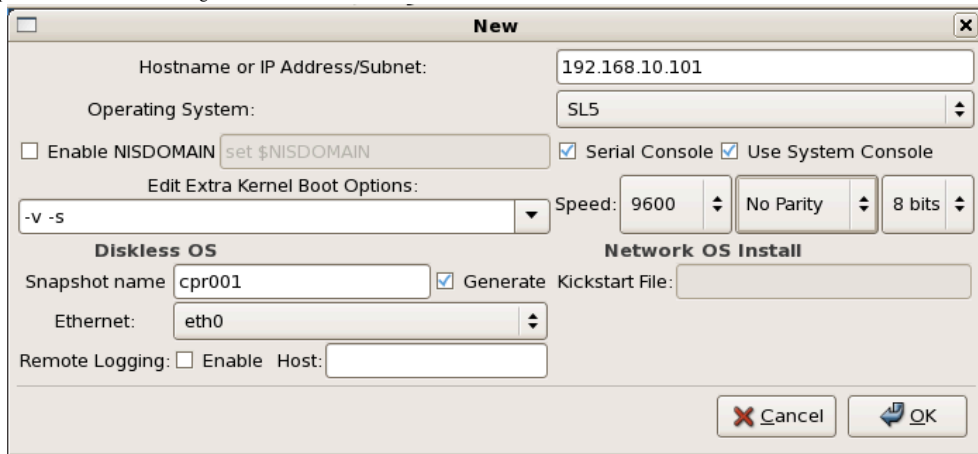 New
Hostname or IP Address/Subnet: 192.168.10.101
Operating System: SL5
Enable NISDOMAIN set $NISDOMAIN Serial Console Use System Console
Edit Extra Kernel Boot Options:
-v -s Speed: 9600 No Parity 8 bits
Diskless OS Network OS Install
Snapshot name cpr001 Generate Kickstart File:
Ethernet: eth0
Remote Logging: Enable Host:
Cancel OK